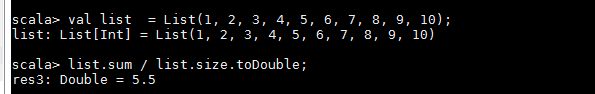 scala> val list  = List(1, 2, 3, 4, 5, 6, 7, 8, 9, 10);
list: List[Int] = List(1, 2, 3, 4, 5, 6, 7, 8, 9, 10)
scala> list.sum / list.size.toDouble;
res3: Double = 5.5